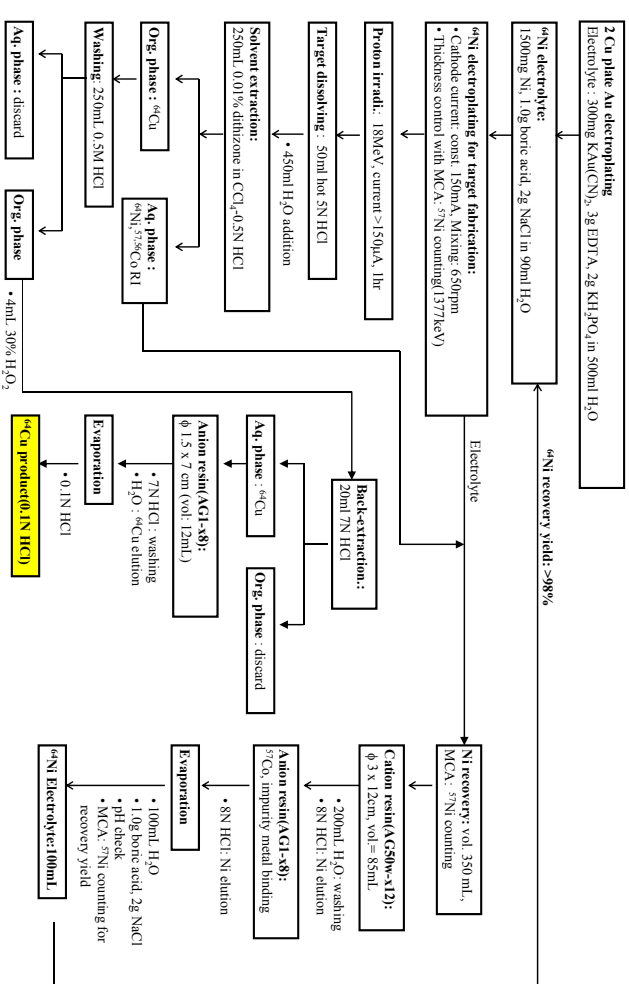 2 Cu plate Au electroplating
Electrolyte : 300mg KAu(CN)₂, 3g EDTA, 2g KH₂PO₄ in 500ml H₂O
⁶⁴Ni electrolyte:
1500mg Ni, 1.0g boric acid, 2g NaCl in 90ml H₂O
⁶⁴Ni electroplating for target fabrication:
• Cathode current: const. 150mA, Mixing: 650rpm
• Thickness control with MCA: ⁵⁷Ni counting(1377keV)
Proton irradi.: 18MeV, current >150μA, 1hr
Target dissolving : 50ml hot 5N HCl
• 450ml H₂O addition
Solvent extraction:
250mL 0.01% dithizone in CCl₄-0.5N HCl
Org. phase : ⁶⁴Cu
Aq. phase :
⁶⁴Ni, ⁵⁷,⁵⁶Co RI
Washing: 250mL 0.5M HCl
Aq. phase : discard
Org. phase
• 4mL 30% H₂O₂
⁶⁴Ni recovery yield: >98%
Electrolyte
Back-extraction.:
20ml 7N HCl
Aq. phase : ⁶⁴Cu
Org. phase : discard
Anion resin(AG1-x8):
ϕ 1.5 x 7 cm (vol: 12mL)
• 7N HCl : washing
• H₂O : ⁶⁴Cu elution
Evaporation
• 0.1N HCl
⁶⁴Cu product(0.1N HCl)
Ni recovery: vol. 350 mL,
MCA: ⁵⁷Ni counting
Cation resin(AG50w-x12):
ϕ 3 x 12cm, vol.= 85mL
• 200mL H₂O: washing
• 8N HCl: Ni elution
Anion resin(AG1-x8):
⁵⁷Co, impurity metal binding
• 8N HCl: Ni elution
Evaporation
• 100mL H₂O
• 1.0g boric acid, 2g NaCl
• pH check
• MCA: ⁵⁷Ni counting for
recovery yield
⁶⁴Ni Electrolyte:100mL